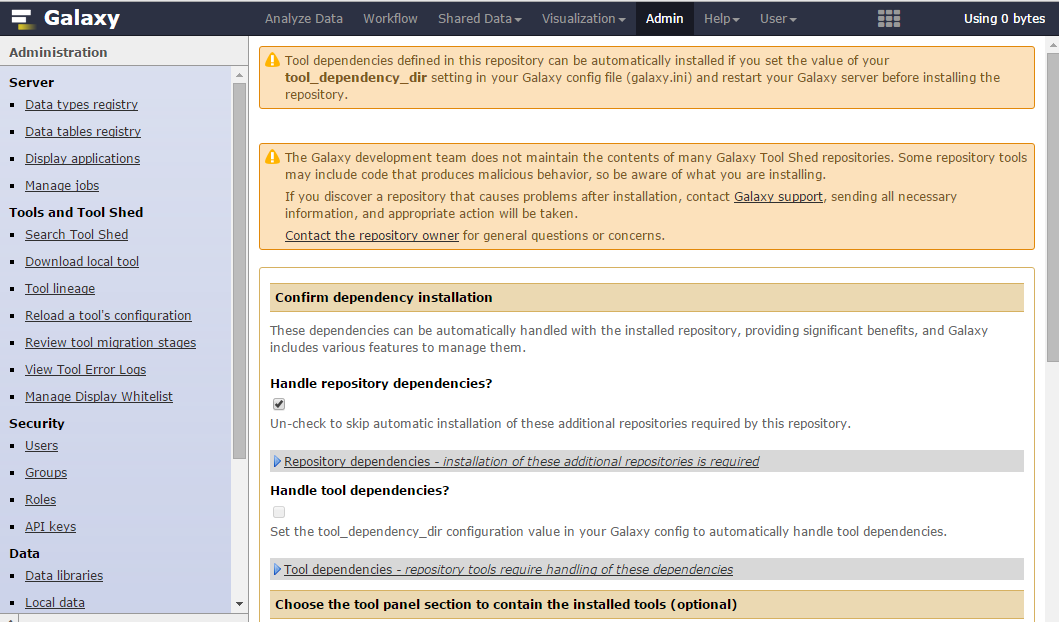 Galaxy
Analyze Data Workflow Shared Data Visualization Admin Help User Using 0 bytes
Administration
Server
Data types registry
Data tables registry
Display applications
Manage jobs
Tools and Tool Shed
Search Tool Shed
Download local tool
Tool lineage
Reload a tool's configuration
Review tool migration stages
View Tool Error Logs
Manage Display Whitelist
Security
Users
Groups
Roles
API keys
Data
Data libraries
Local data
Tool dependencies defined in this repository can be automatically installed if you set the value of your
tool_dependency_dir setting in your Galaxy config file (galaxy.ini) and restart your Galaxy server before installing the
repository.
The Galaxy development team does not maintain the contents of many Galaxy Tool Shed repositories. Some repository tools
may include code that produces malicious behavior, so be aware of what you are installing.
If you discover a repository that causes problems after installation, contact Galaxy support, sending all necessary
information, and appropriate action will be taken.
Contact the repository owner for general questions or concerns.
Confirm dependency installation
These dependencies can be automatically handled with the installed repository, providing significant benefits, and Galaxy
includes various features to manage them.
Handle repository dependencies?
Un-check to skip automatic installation of these additional repositories required by this repository.
Repository dependencies - installation of these additional repositories is required
Handle tool dependencies?
Set the tool_dependency_dir configuration value in your Galaxy config to automatically handle tool dependencies.
Tool dependencies - repository tools require handling of these dependencies
Choose the tool panel section to contain the installed tools (optional)